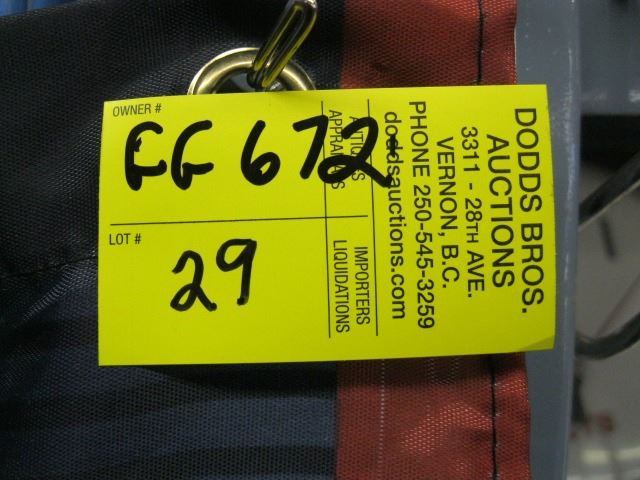 OWNER #
EG 672
LOT #
29
ANTIQUES
APPRAISALS
IMPORTERS
LIQUIDATIONS
DODDS BROS.
AUCTIONS
3311 - 28TH AVE.
VERNON, B.C.
PHONE 250-545-3259
doddsauctions.com